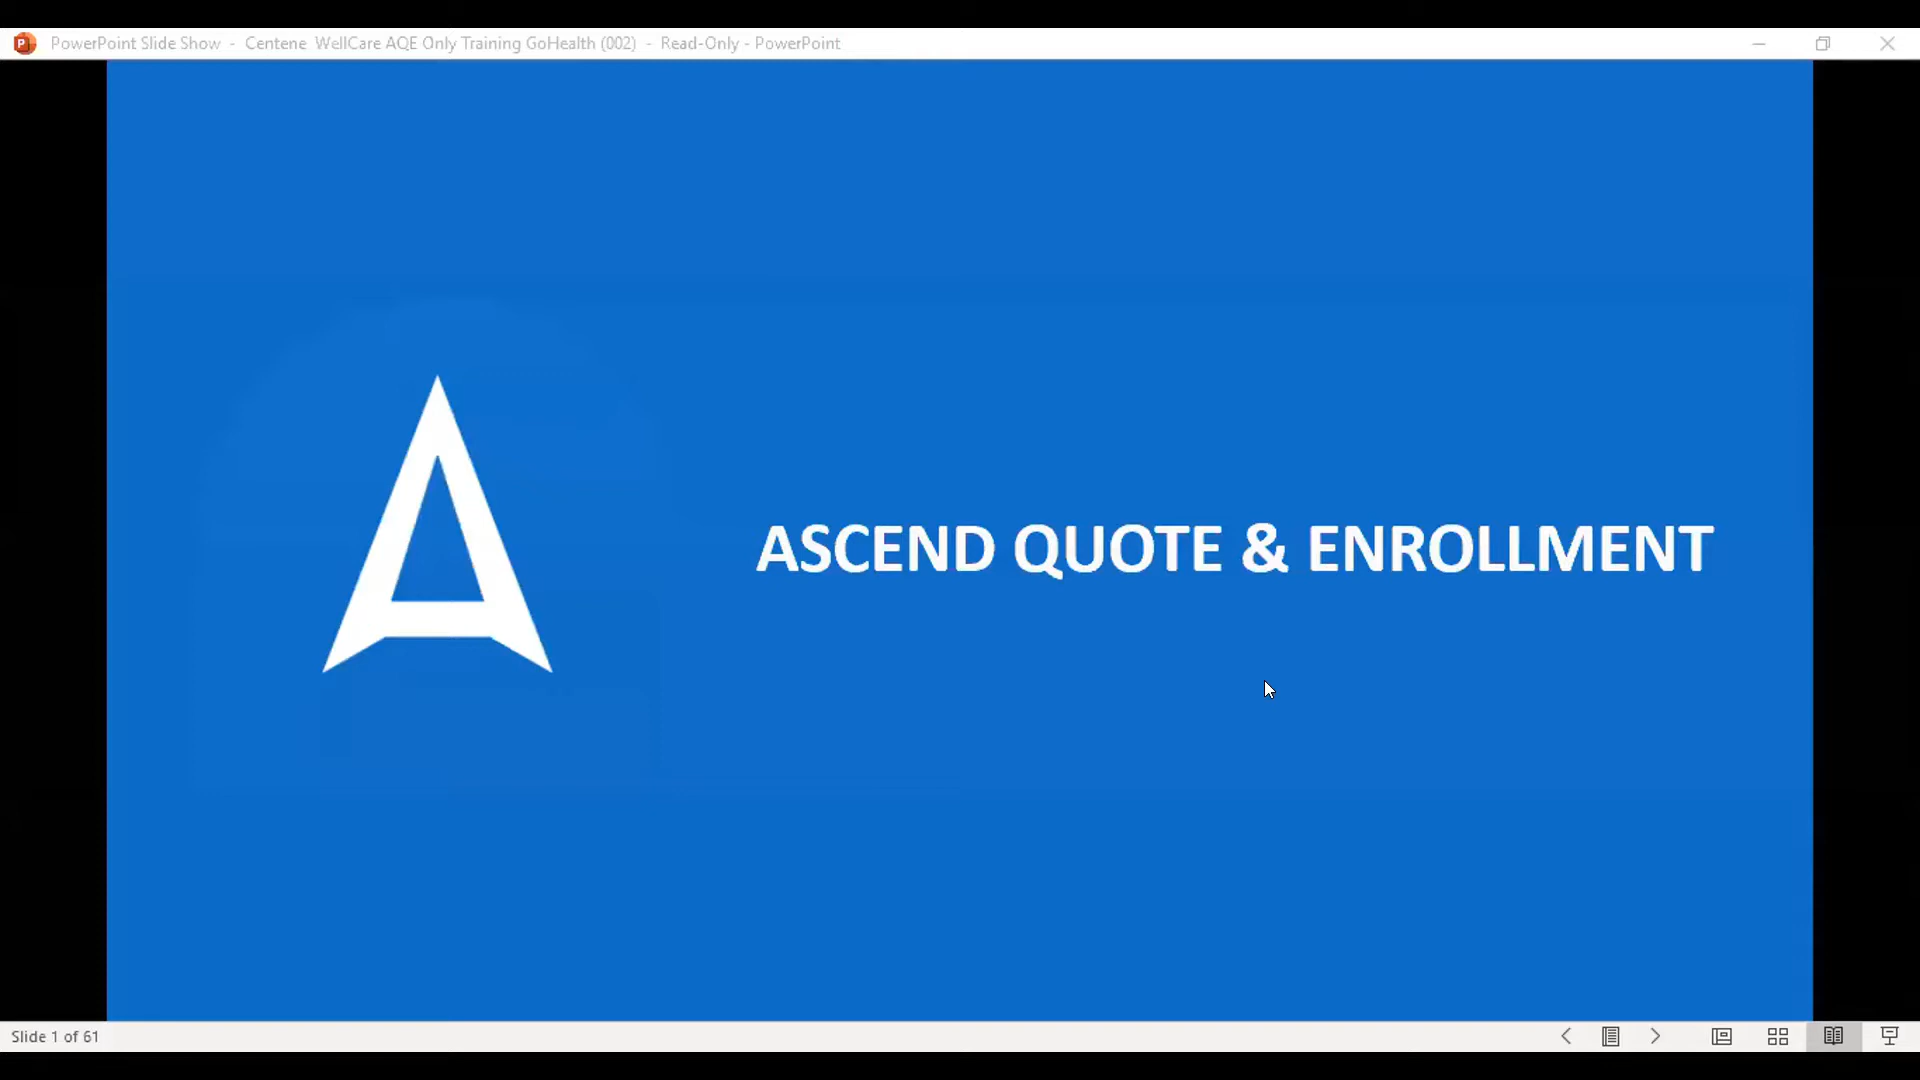 PowerPoint Slide Show - Centene WellCare AQE Only Training GoHealth (002) - Read-Only - PowerPoint
ASCEND QUOTE & ENROLLMENT
Slide 1 of 61